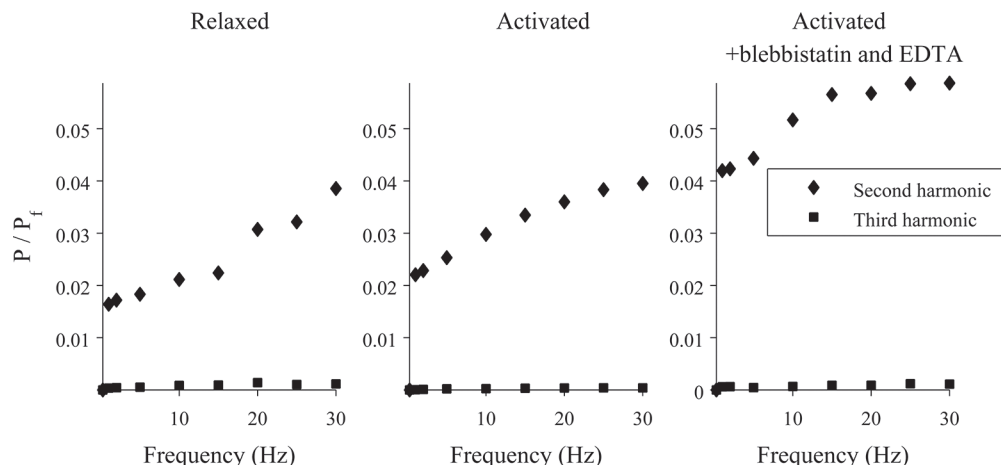 Relaxed
Activated
Activated
+blebbistatin and EDTA
P / P_f
0.05
0.04
0.03
0.02
0.01
10
20
30
Frequency (Hz)
0.05
0.04
0.03
0.02
0.01
10
20
30
Frequency (Hz)
0.05
0.04
0.03
0.02
0.01
0
10
20
30
Frequency (Hz)
Second harmonic
Third harmonic